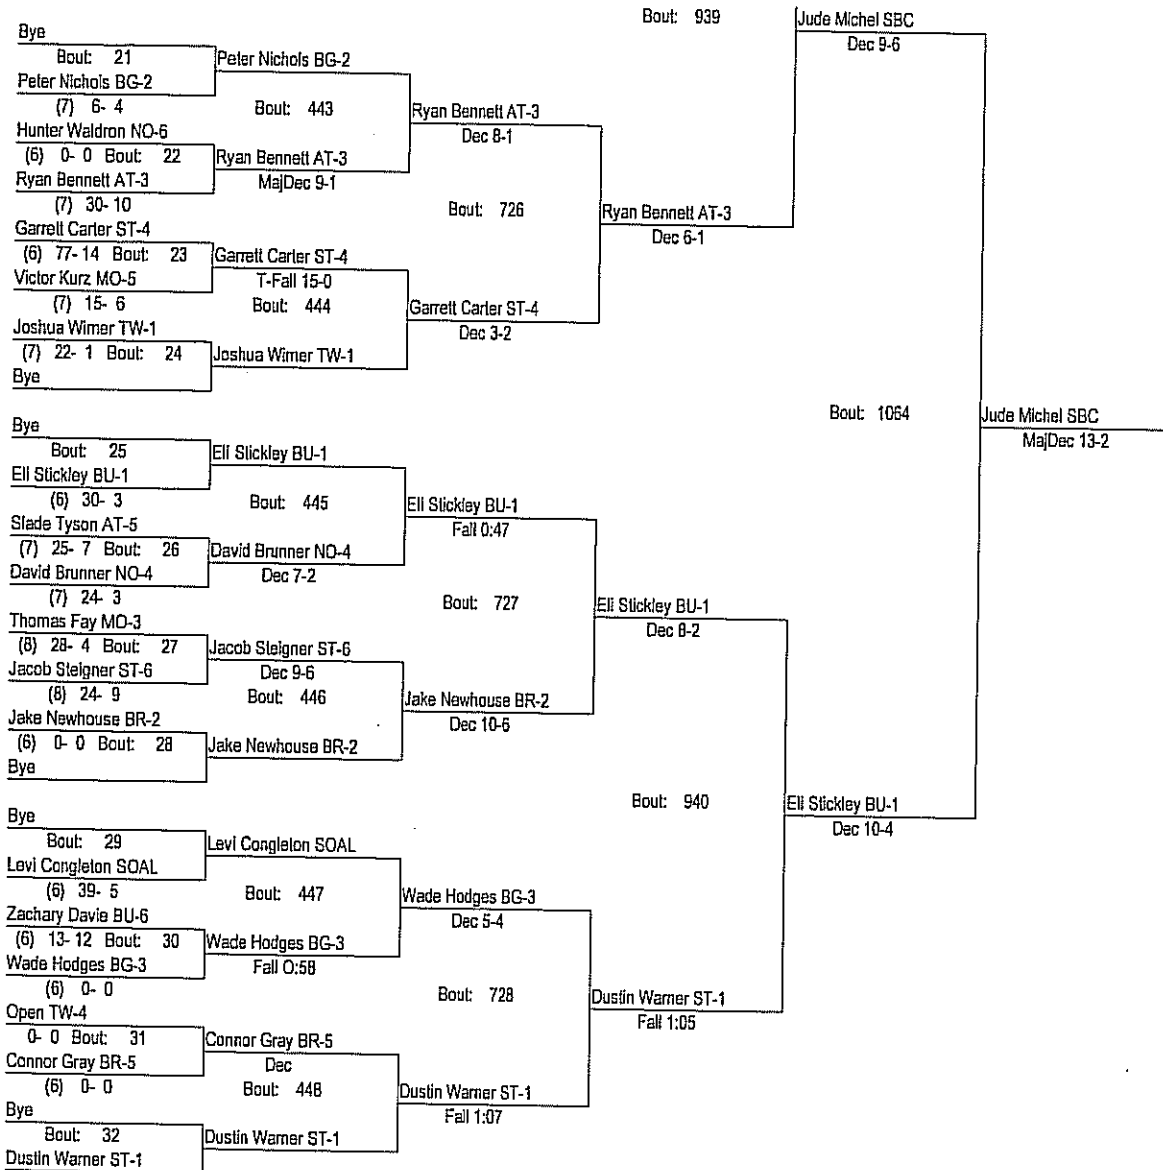 Bout: 939
Jude Michel SBC
Dec 9-6
Bye
Bout: 21
Peter Nichols BG-2
Peter Nichols BG-2
(7) 6- 4
Bout: 443
Ryan Bennett AT-3
Dec 8-1
Hunter Waldron NO-6
(6) 0- 0 Bout: 22
Ryan Bennett AT-3
MajDec 9-1
Ryan Bennett AT-3
(7) 30- 10
Bout: 726
Ryan Bennett AT-3
Dec 6-1
Garrett Carter ST-4
(6) 77- 14 Bout: 23
Garrett Carter ST-4
T-Fall 15-0
Victor Kurz MO-5
(7) 15- 6
Bout: 444
Garrett Carter ST-4
Dec 3-2
Joshua Wimer TW-1
(7) 22- 1 Bout: 24
Joshua Wimer TW-1
Bye
Bout: 1064
Jude Michel SBC
MajDec 13-2
Bye
Bout: 25
Eli Stickley BU-1
Eli Stickley BU-1
(6) 30- 3
Bout: 445
Eli Stickley BU-1
Fall 0:47
Slade Tyson AT-5
(7) 25- 7 Bout: 26
David Brunner NO-4
Dec 7-2
David Brunner NO-4
(7) 24- 3
Bout: 727
Eli Stickley BU-1
Dec 8-2
Thomas Fay MO-3
(8) 28- 4 Bout: 27
Jacob Steigner ST-6
Dec 9-6
Jacob Steigner ST-6
(8) 24- 9
Bout: 446
Jake Newhouse BR-2
Dec 10-6
Jake Newhouse BR-2
(6) 0- 0 Bout: 28
Jake Newhouse BR-2
Bye
Bout: 940
Eli Stickley BU-1
Dec 10-4
Bye
Bout: 29
Levi Congleton SOAL
Levi Congleton SOAL
(6) 39- 5
Bout: 447
Wade Hodges BG-3
Dec 5-4
Zachary Davie BU-6
(6) 13- 12 Bout: 30
Wade Hodges BG-3
Fall 0:58
Wade Hodges BG-3
(6) 0- 0
Bout: 728
Dustin Warner ST-1
Fall 1:05
Open TW-4
0- 0 Bout: 31
Connor Gray BR-5
Dec
Connor Gray BR-5
(6) 0- 0
Bout: 448
Dustin Warner ST-1
Fall 1:07
Bye
Bout: 32
Dustin Warner ST-1
Dustin Warner ST-1